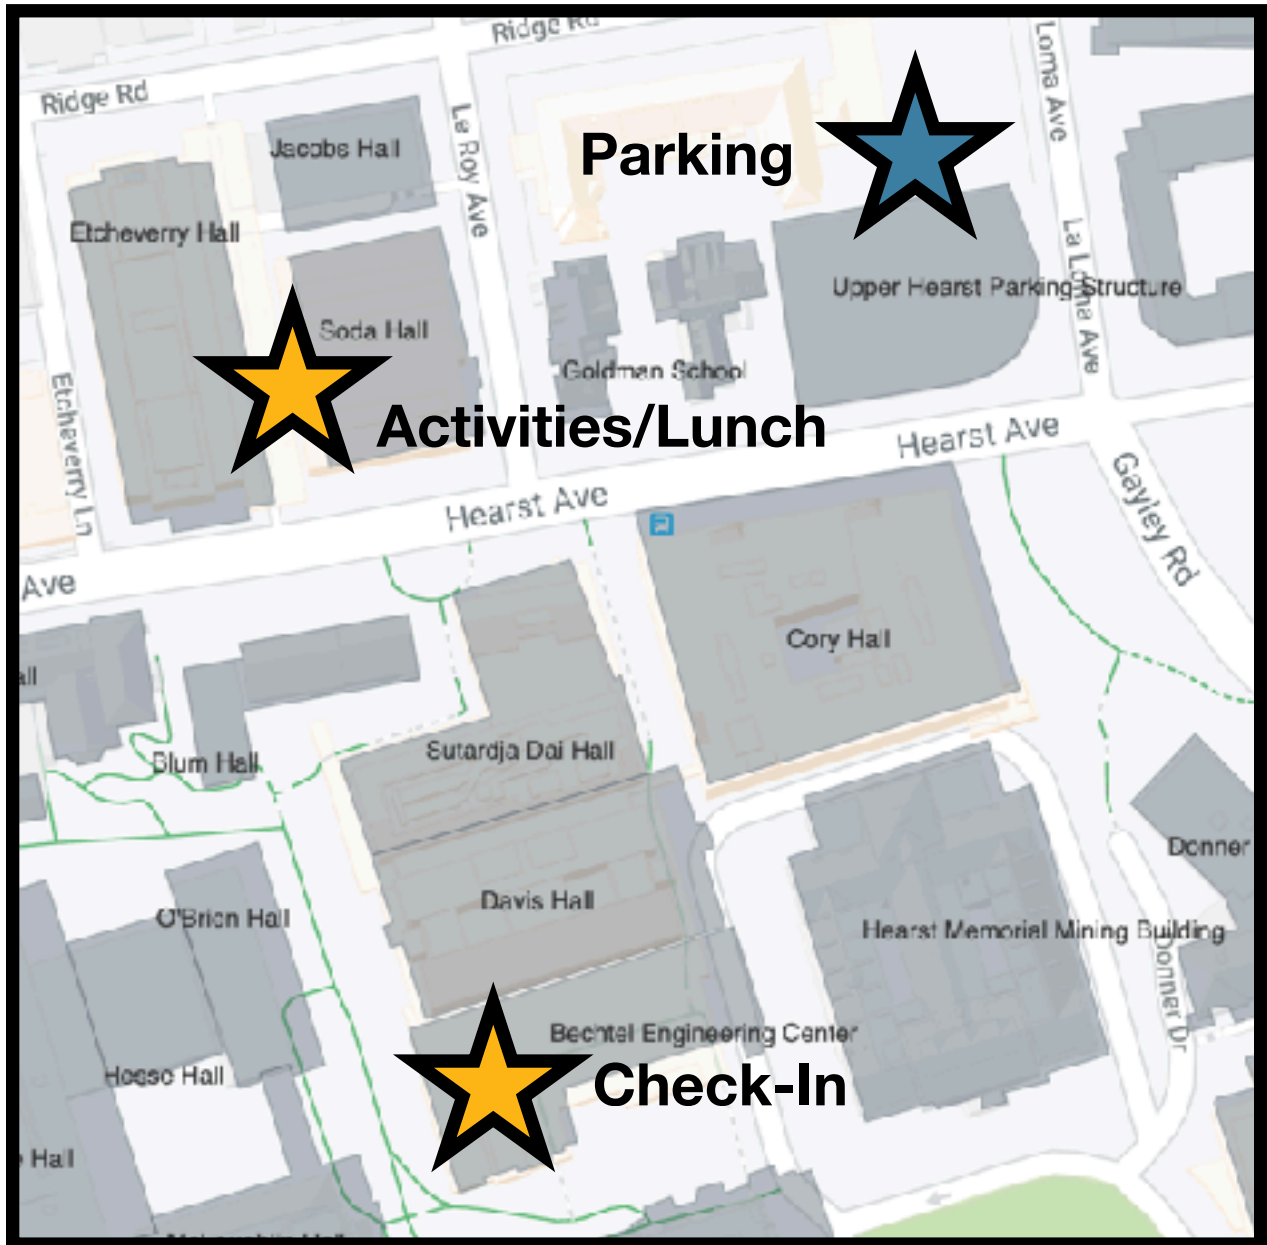 Ridge Rd
Ridge Rd
Loma Ave
Le Roy Ave
Jacobs Hall
Parking
Etcheverry Hall
La Loma Ave
Upper Hearst Parking Structure
Soda Hall
Goldman School
Etcheverry Ln
Activities/Lunch
Hearst Ave
Hearst Ave
Gayley Rd
Ave
Cory Hall
all
Sutardja Dai Hall
Blum Hall
Donner
Davis Hall
O'Brien Hall
Hearst Memorial Mining Building
Donner Dr
Bechtel Engineering Center
Hesse Hall
Check-In
Hall